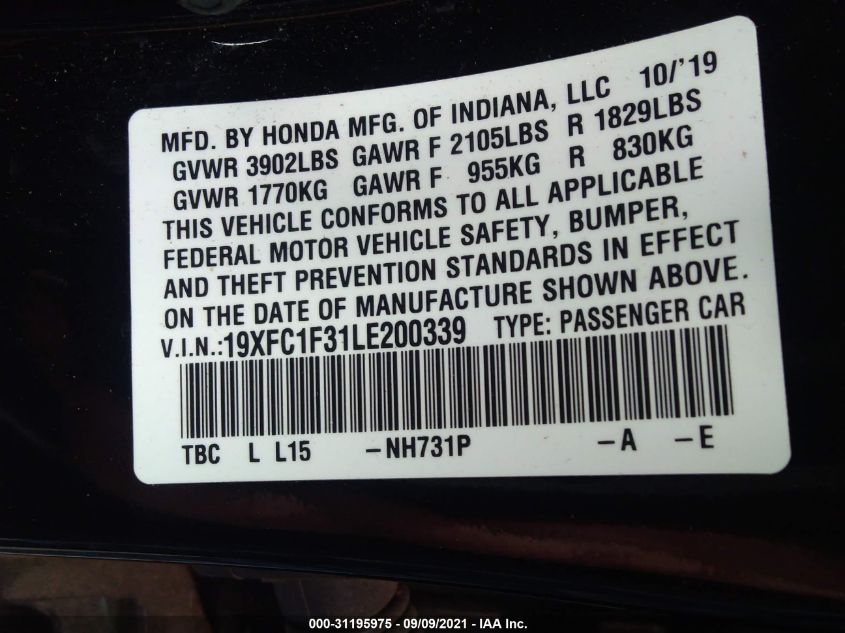 MFD. BY HONDA MFG. OF INDIANA, LLC 10/'19
GVWR 3902LBS GAWR F 2105LBS R 1829LBS
GVWR 1770KG GAWR F 955KG R 830KG
THIS VEHICLE CONFORMS TO ALL APPLICABLE
FEDERAL MOTOR VEHICLE SAFETY, BUMPER,
AND THEFT PREVENTION STANDARDS IN EFFECT
ON THE DATE OF MANUFACTURE SHOWN ABOVE.
V.I.N.:19XFC1F31LE200339 TYPE: PASSENGER CAR
TBC L L15 -NH731P -A -E
000-31195975 - 09/09/2021 - IAA Inc.